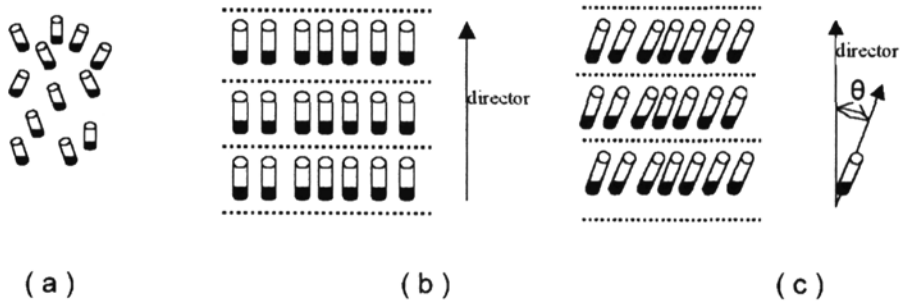 director
director
θ
( a )
( b )
( c )